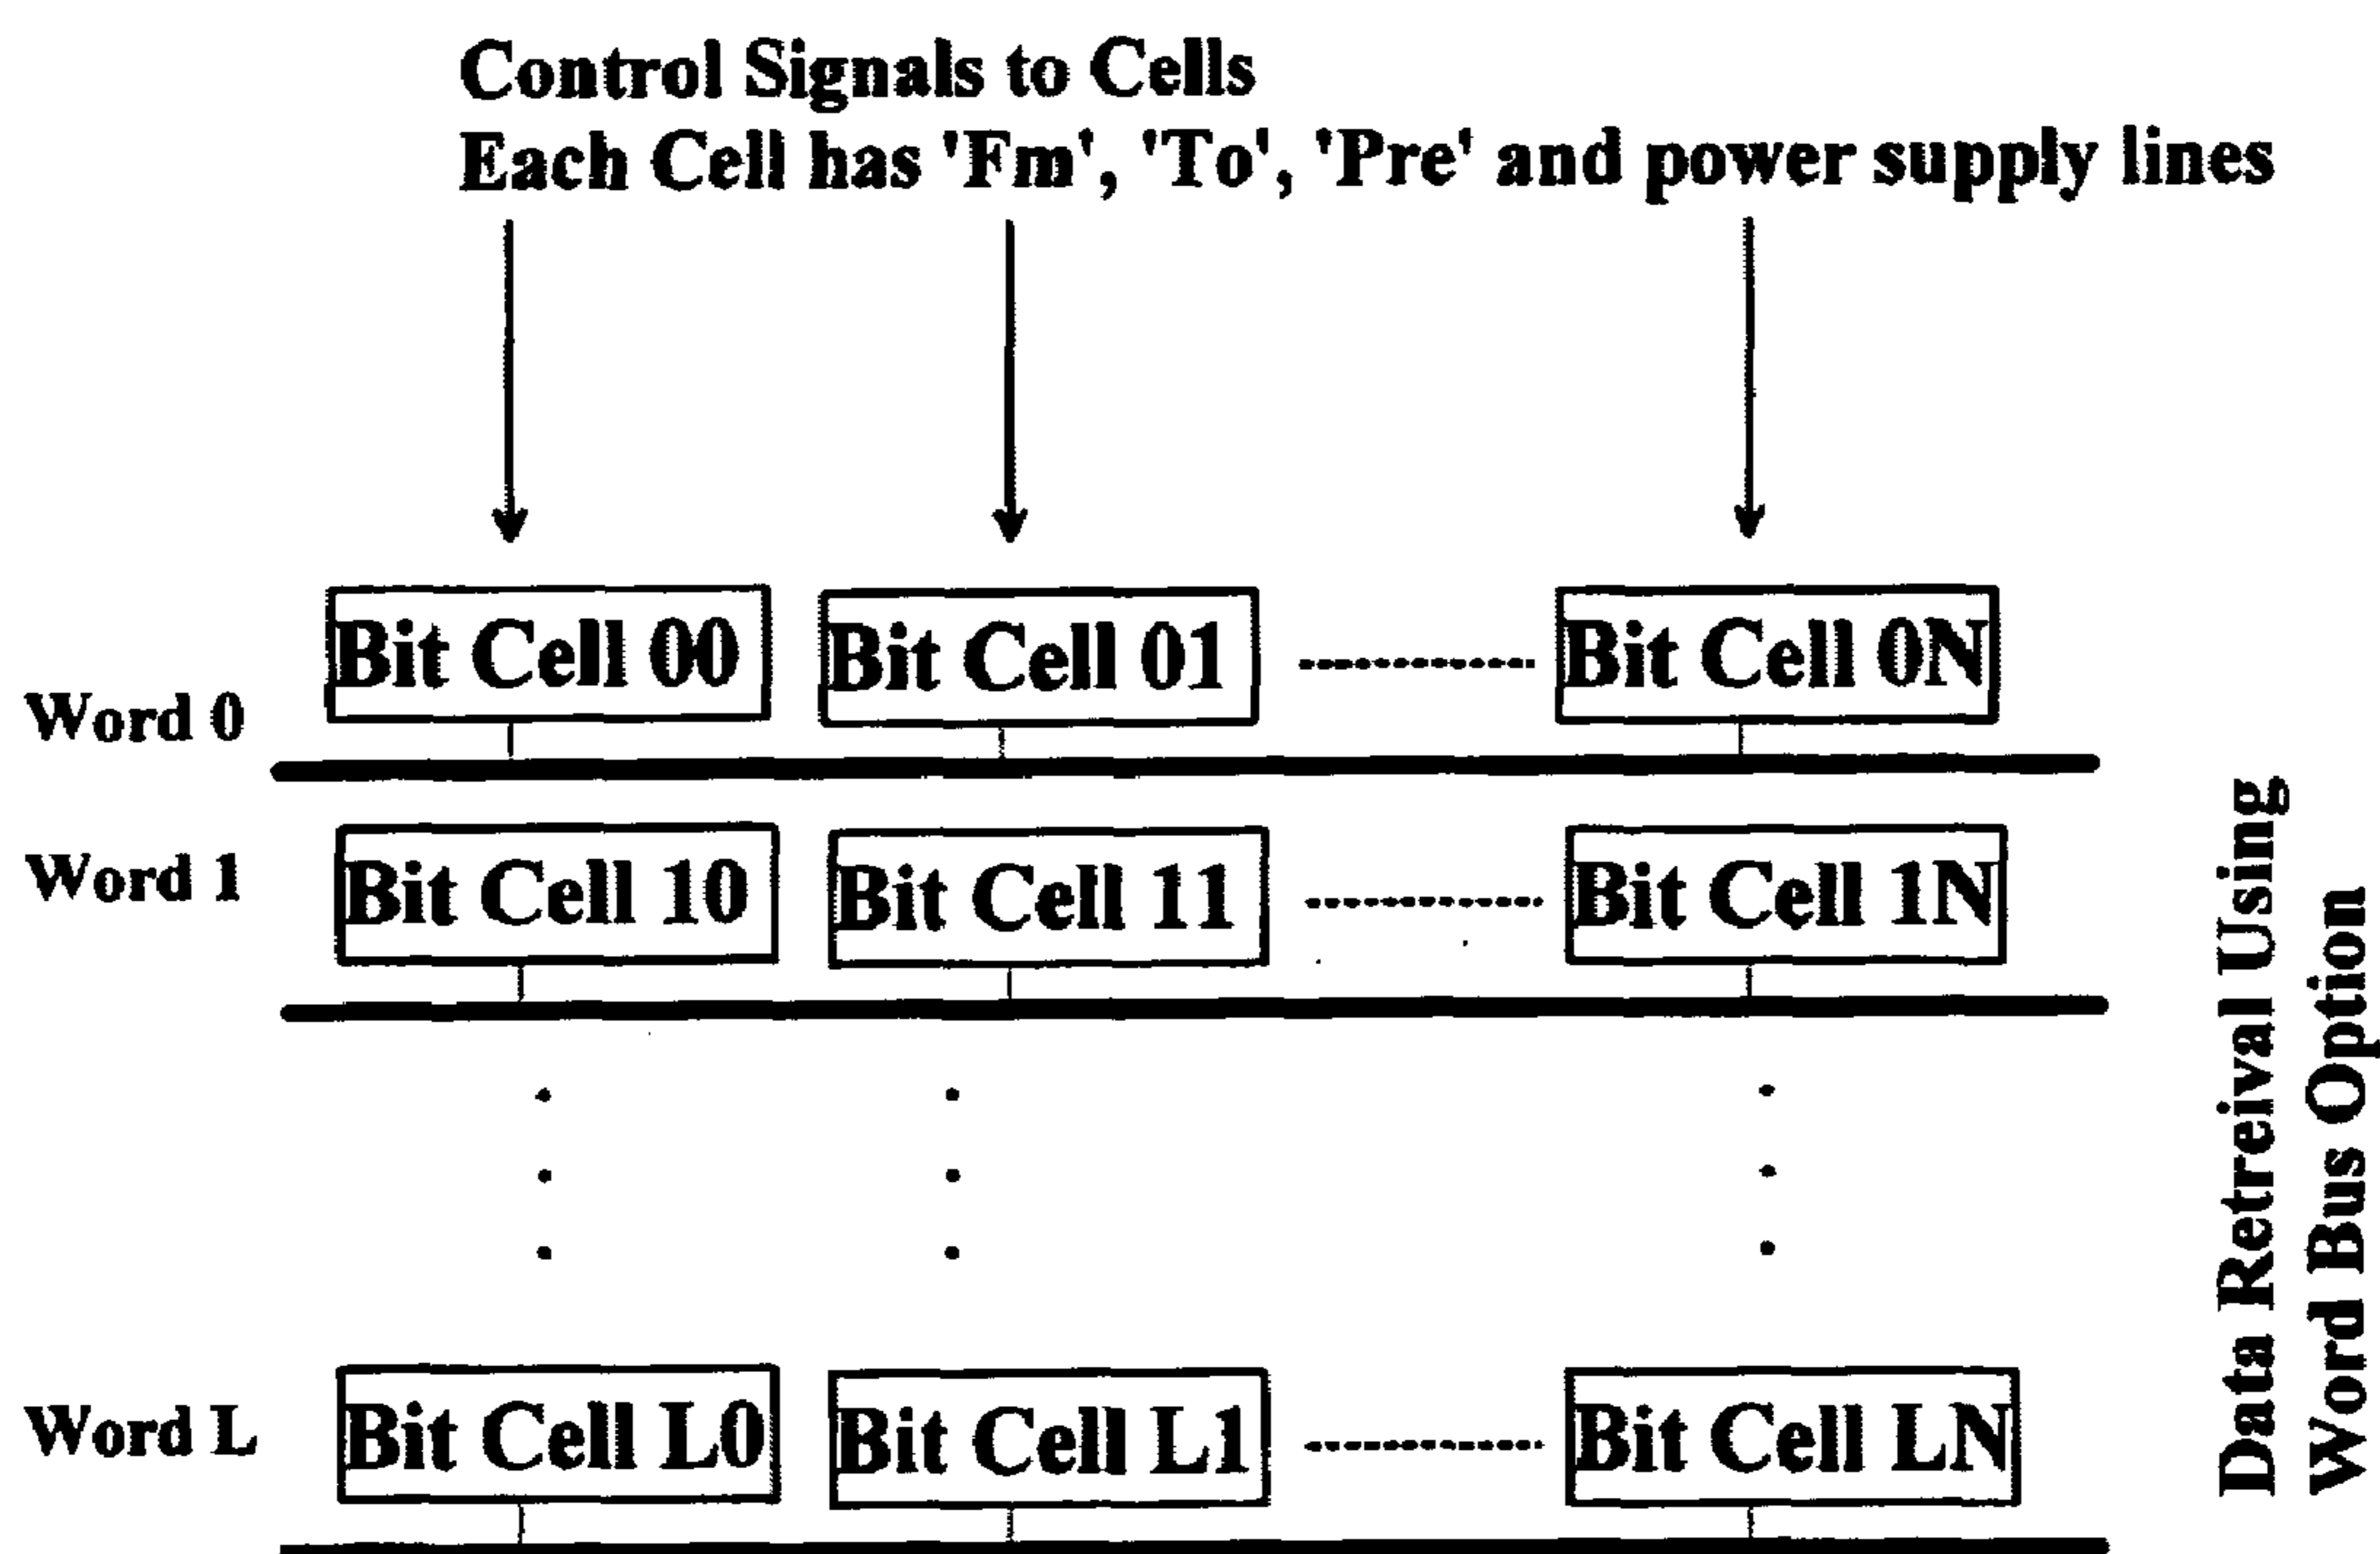 Control Signals to Cells
Each Cell has 'Fm', 'To', 'Pre' and power supply lines
Bit Cell 00
Bit Cell 01
Bit Cell 0N
Word 0
Word 1
Bit Cell 10
Bit Cell 11
Bit Cell 1N
Word L
Bit Cell L0
Bit Cell L1
Bit Cell LN
Data Retreival Using
Word Bus Option